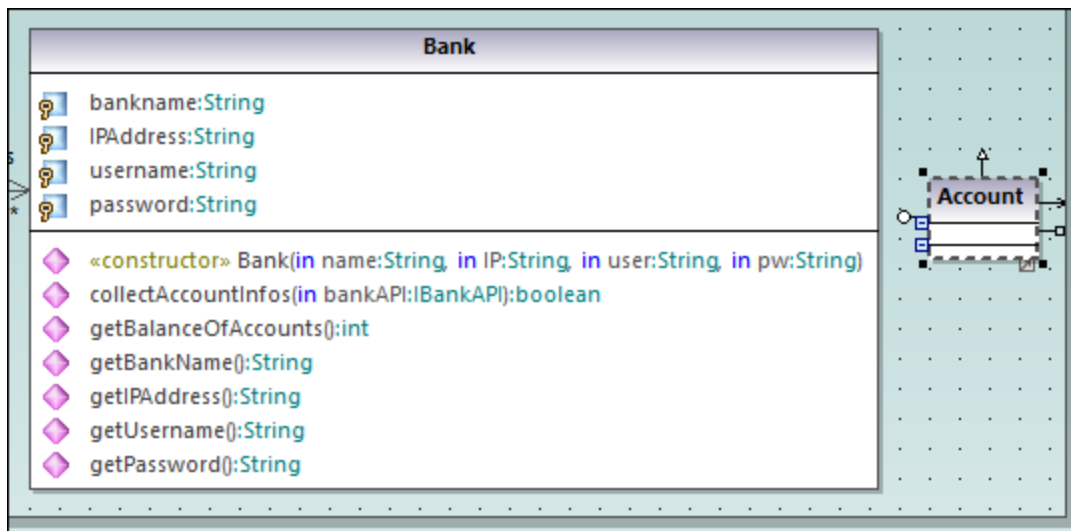 Bank
bankname:String
IPAddress:String
username:String
password:String
*
«constructor» Bank(in name:String, in IP:String, in user:String, in pw:String)
collectAccountInfos(in bankAPI:IBankAPI):boolean
getBalanceOfAccounts():int
getBankName():String
getIPAddress():String
getUsername():String
getPassword():String
Account